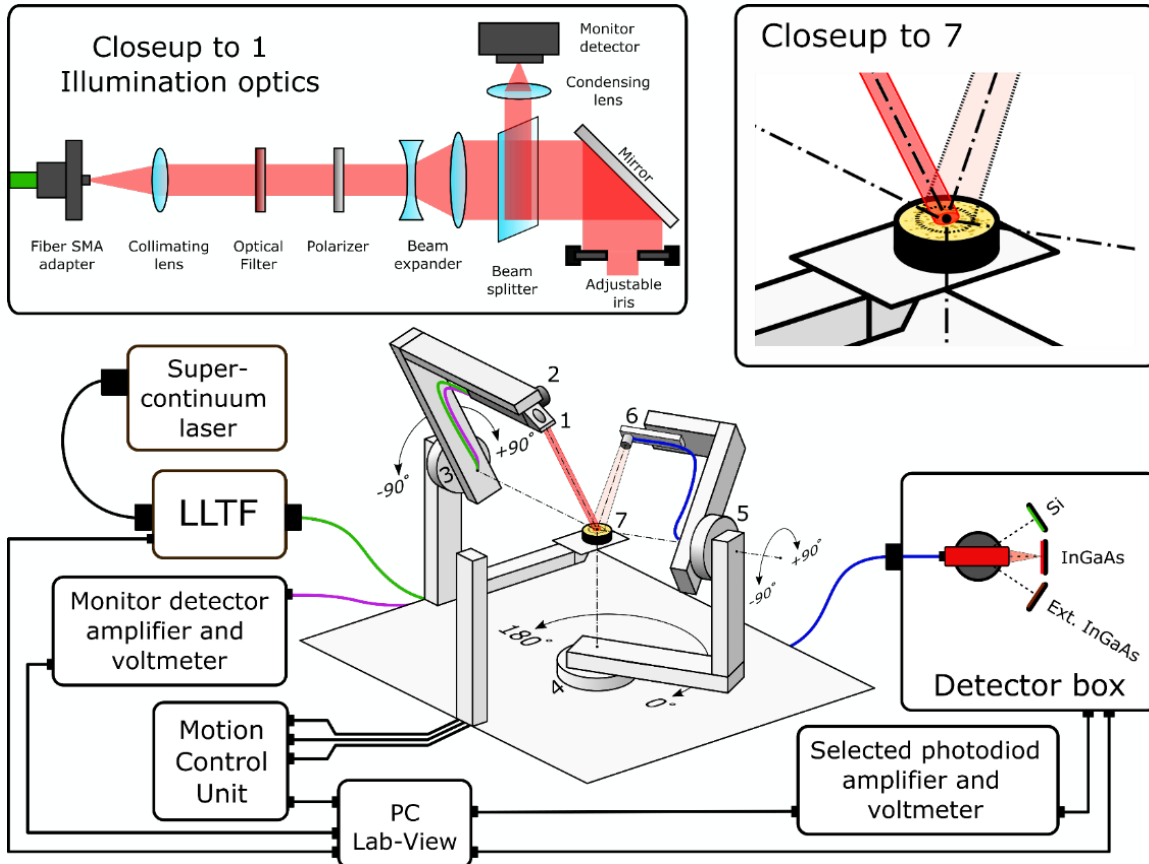 Closeup to 1
Illumination optics
Monitor
detector
Condensing
lens
Mirror
Fiber SMA
adapter
Collimating
lens
Optical
Filter
Polarizer
Beam
expander
Beam
splitter
Adjustable
iris
Closeup to 7
Super-
continuum
laser
LLTF
Monitor detector
amplifier and
voltmeter
Motion
Control
Unit
PC
Lab-View
2
1
+90°
-90°
3
6
7
5
+90°
-90°
180°
4
0°
Si
InGaAs
Ext. InGaAs
Detector box
Selected photodiod
amplifier and
voltmeter